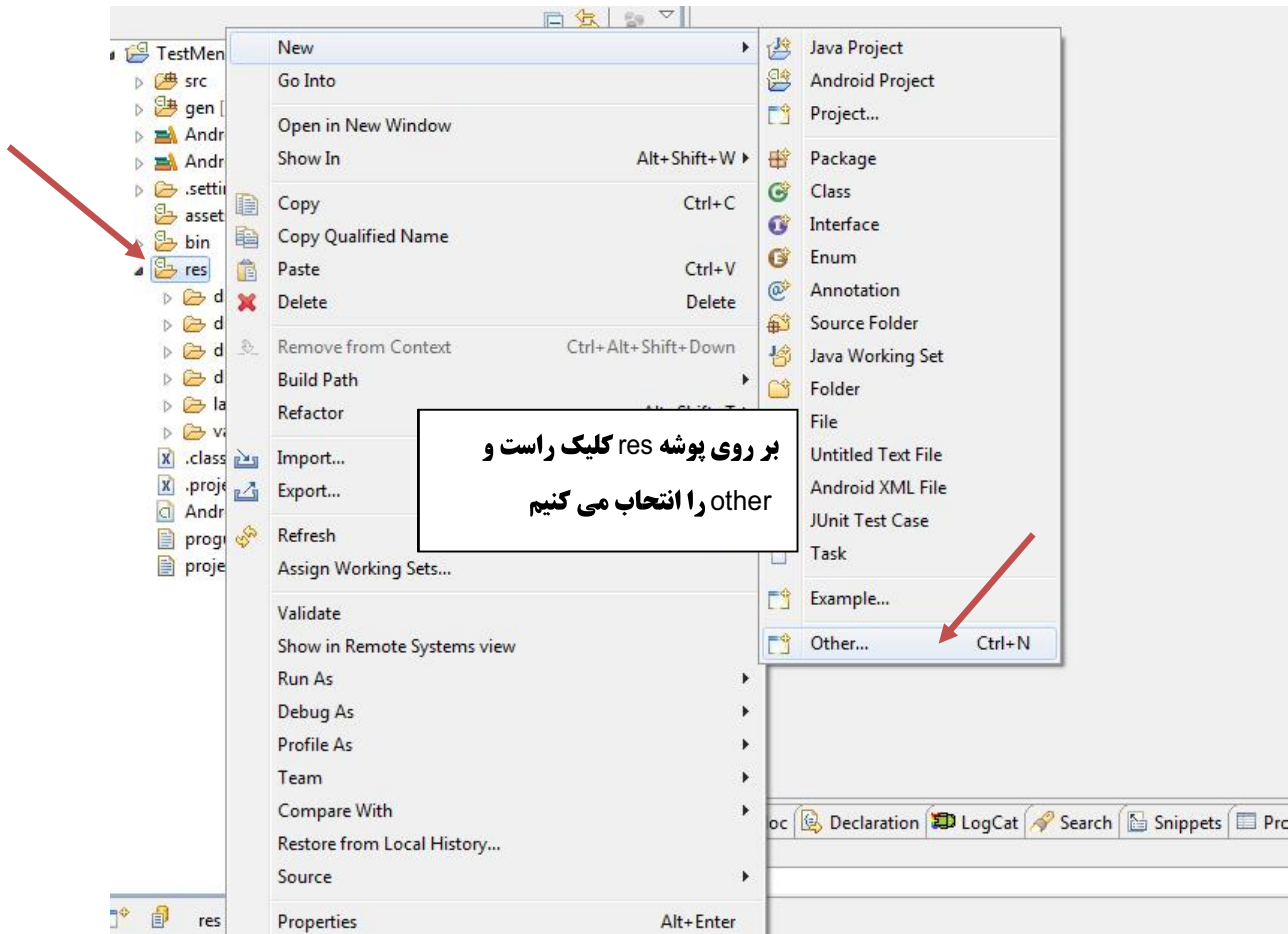 TestMen
src
gen [
Andr
Andr
.settin
asset
bin
res
d
d
d
d
la
va
.class
.proje
Andr
progu
proje
New
Go Into
Open in New Window
Show In Alt+Shift+W
Copy Ctrl+C
Copy Qualified Name
Paste Ctrl+V
Delete Delete
Remove from Context Ctrl+Alt+Shift+Down
Build Path
Refactor
Import...
Export...
Refresh
Assign Working Sets...
Validate
Show in Remote Systems view
Run As
Debug As
Profile As
Team
Compare With
Restore from Local History...
Source
Properties Alt+Enter
Java Project
Android Project
Project...
Package
Class
Interface
Enum
Annotation
Source Folder
Java Working Set
Folder
File
Untitled Text File
Android XML File
JUnit Test Case
Task
Example...
Other... Ctrl+N
بر روی پوشه res کلیک راست و
other را انتحاب می کنیم
oc Declaration LogCat Search Snippets Pro
res